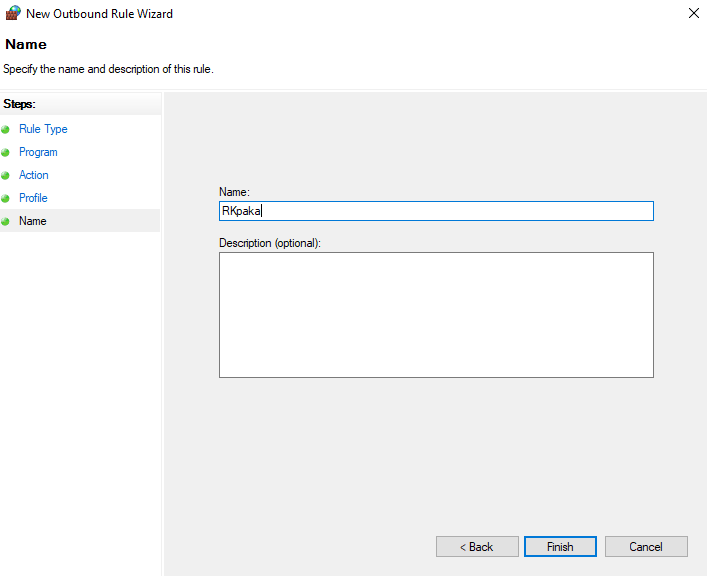 New Outbound Rule Wizard
Name
Specify the name and description of this rule.
Steps:
Rule Type
Program
Action
Profile
Name
Name:
RKpaka
Description (optional):
< Back
Finish
Cancel